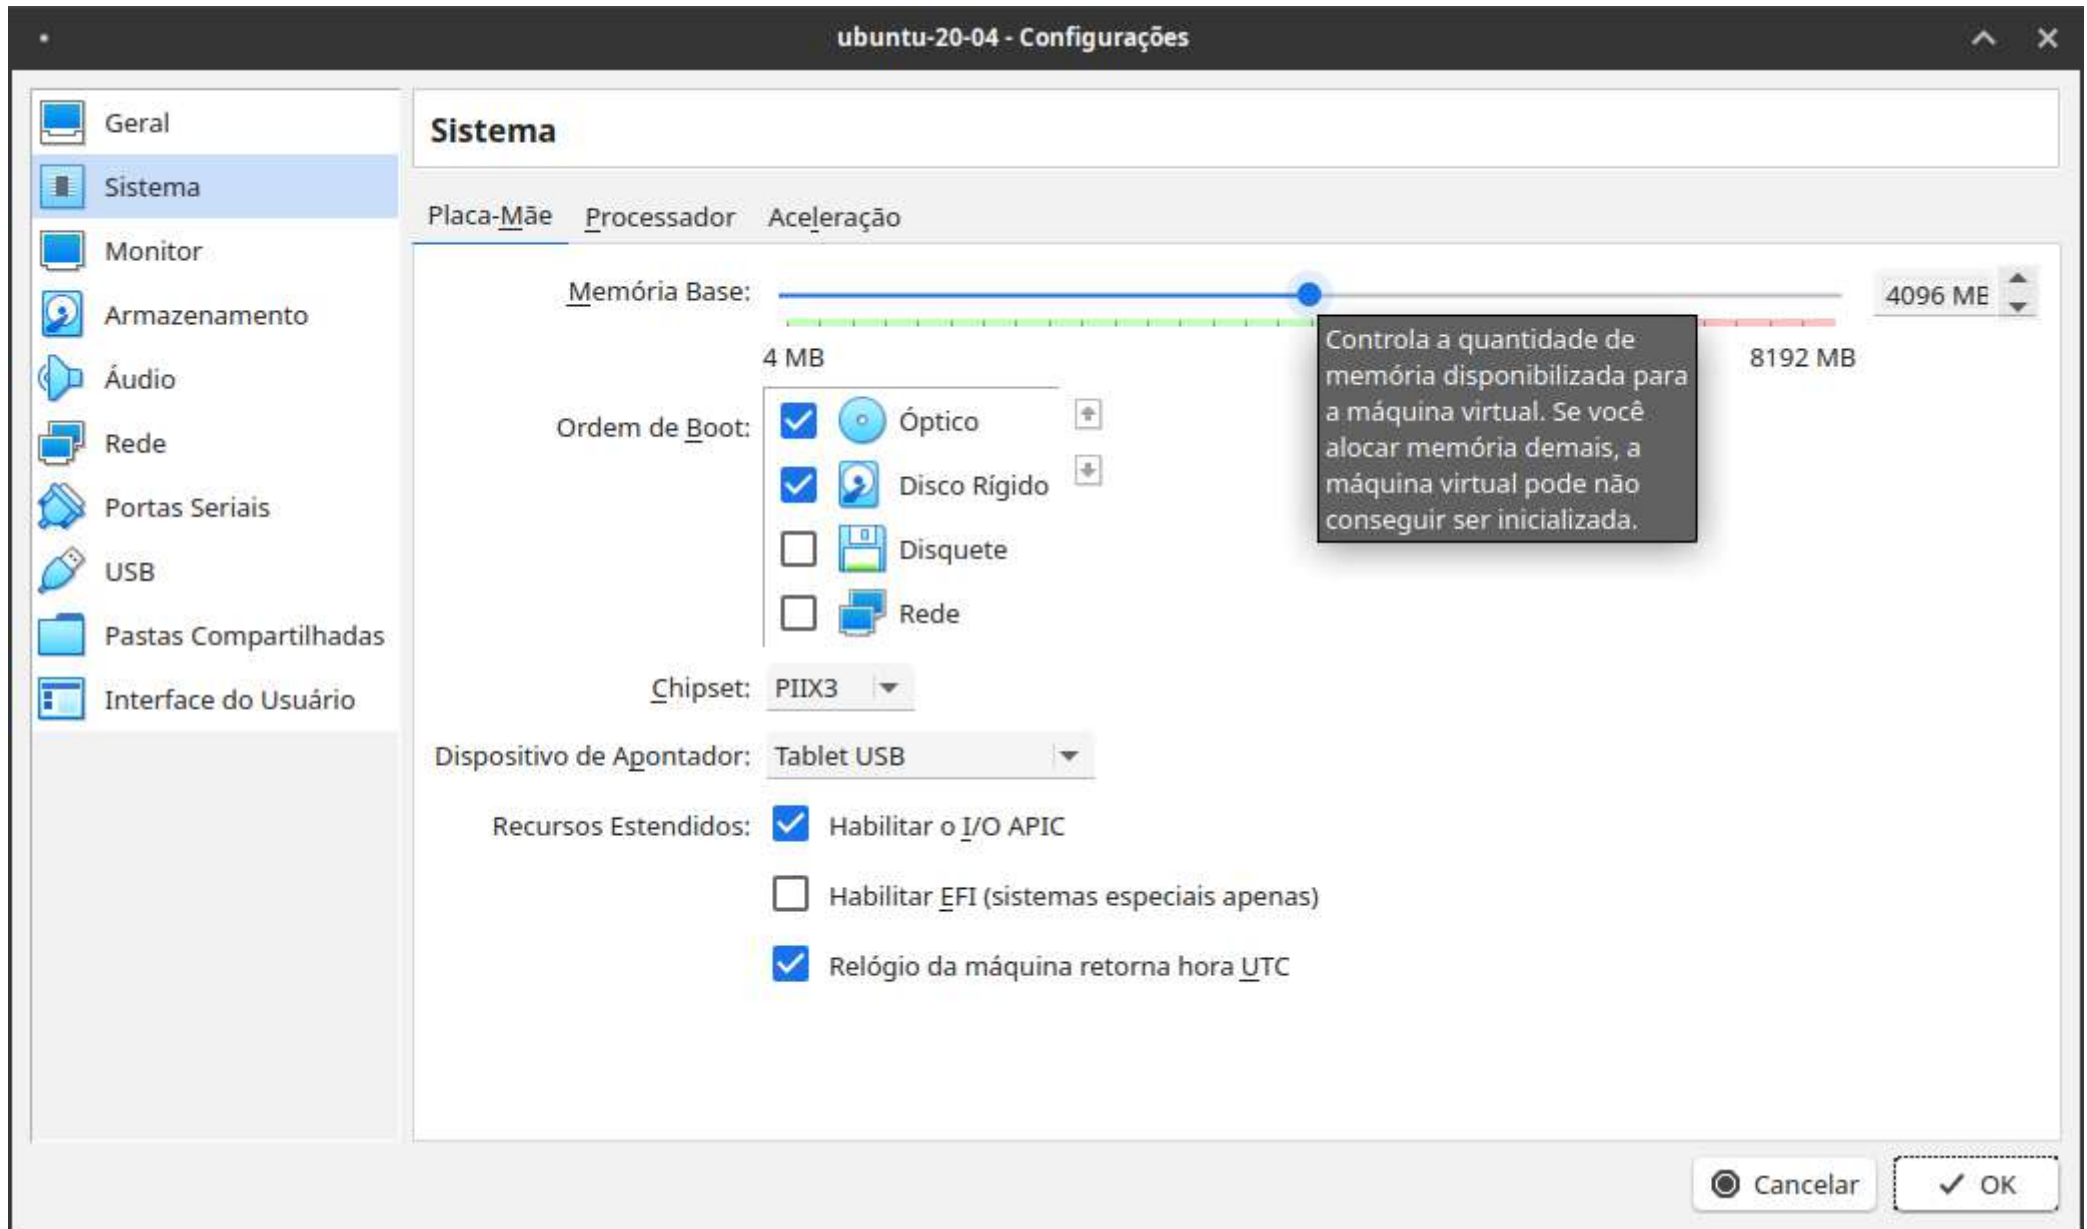 ubuntu-20-04 - Configurações
Geral
Sistema
Monitor
Armazenamento
Áudio
Rede
Portas Seriais
USB
Pastas Compartilhadas
Interface do Usuário
Sistema
Placa-Mãe Processador Aceleração
Memória Base: 4096 ME
4 MB 8192 MB
Controla a quantidade de
memória disponibilizada para
a máquina virtual. Se você
alocar memória demais, a
máquina virtual pode não
conseguir ser inicializada.
Ordem de Boot:
Óptico
Disco Rígido
Disquete
Rede
Chipset: PIIX3
Dispositivo de Apontador: Tablet USB
Recursos Estendidos: Habilitar o I/O APIC
Habilitar EFI (sistemas especiais apenas)
Relógio da máquina retorna hora UTC
Cancelar OK